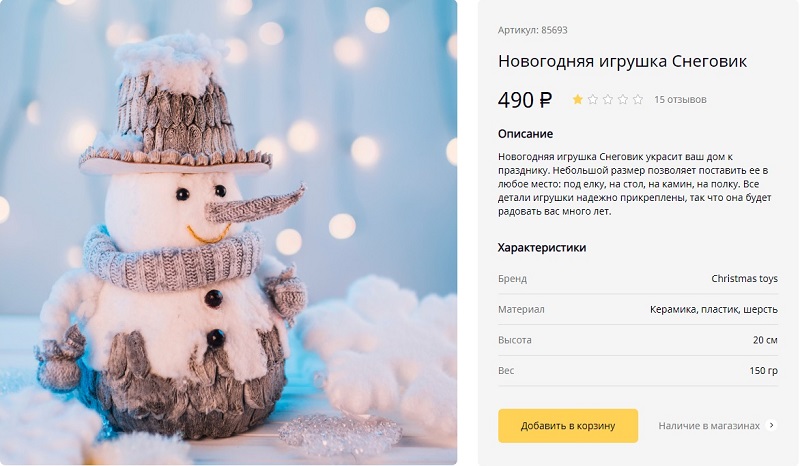 Артикул: 85693
Новогодняя игрушка Снеговик
490 ₽
15 отзывов
Описание
Новогодняя игрушка Снеговик украсит ваш дом к
празднику. Небольшой размер позволяет поставить ее в
любое место: под елку, на стол, на камин, на полку. Все
детали игрушки надежно прикреплены, так что она будет
радовать вас много лет.
Характеристики
Бренд Christmas toys
Материал Керамика, пластик, шерсть
Высота 20 см
Вес 150 гр
Добавить в корзину Наличие в магазинах